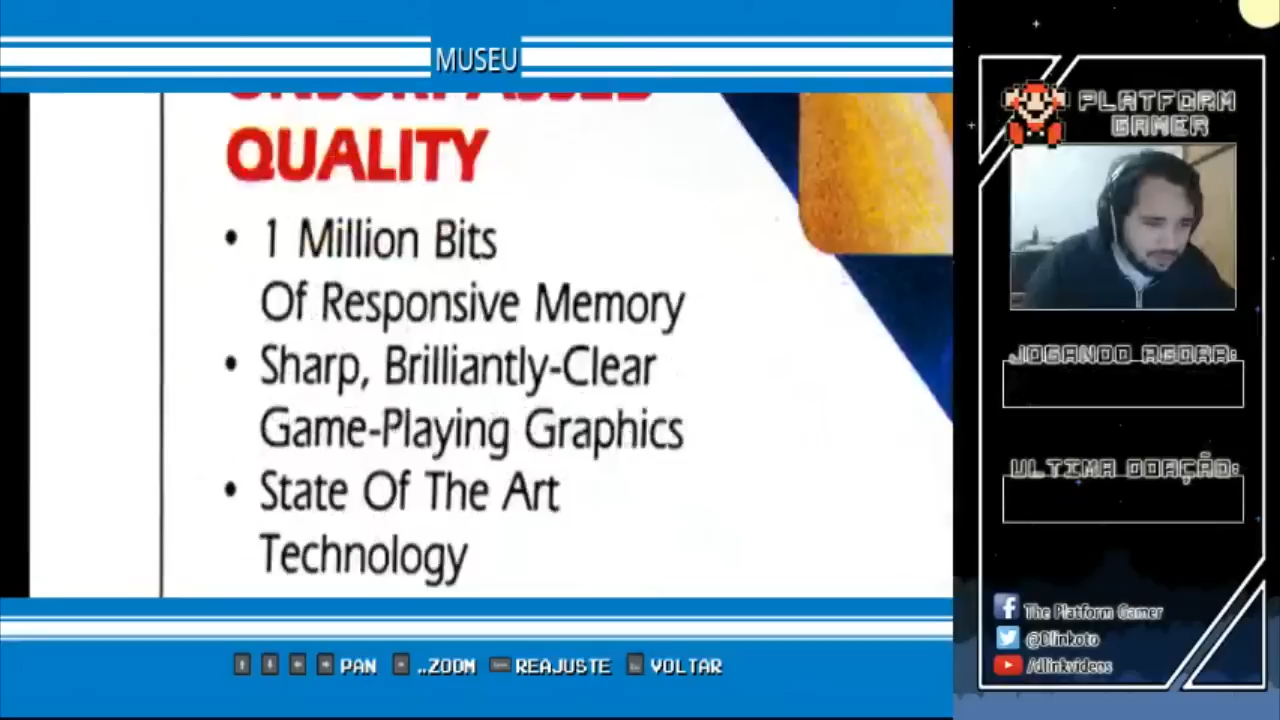 MUSEU
UNSURPASSED
QUALITY
• 1 Million Bits
Of Responsive Memory
• Sharp, Brilliantly-Clear
Game-Playing Graphics
• State Of The Art
Technology
PAN ..ZOOM REAJUSTE VOLTAR
PLATFORM
GAMER
JOGANDO AGORA:
ULTIMA DOAÇÃO:
The Platform Gamer
@Dlinkoto
/dlinkvideos